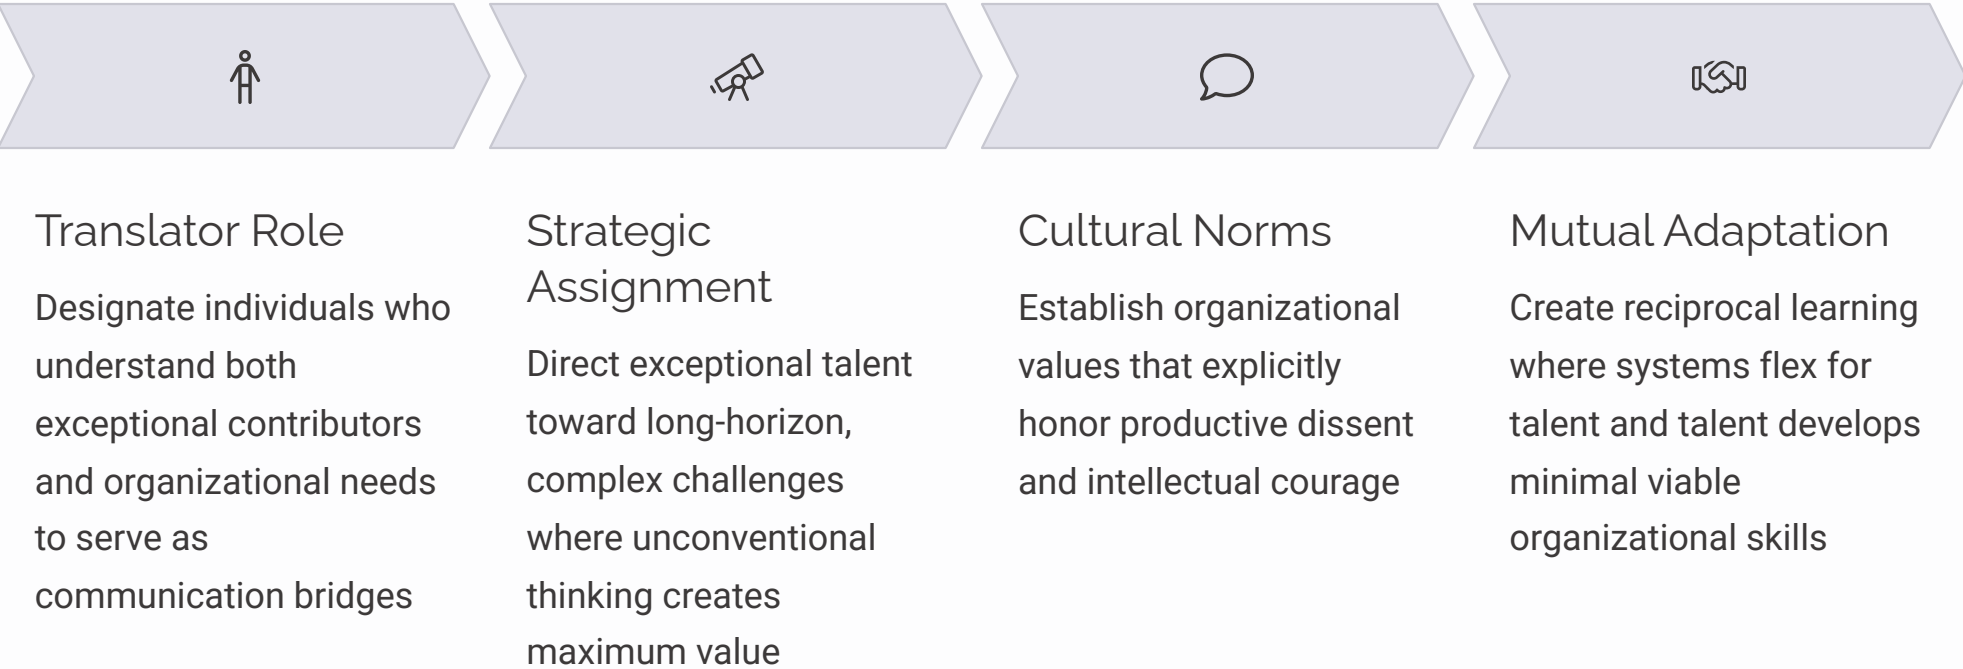 Translator Role
Designate individuals who
understand both
exceptional contributors
and organizational needs
to serve as
communication bridges
Strategic
Assignment
Direct exceptional talent
toward long-horizon,
complex challenges
where unconventional
thinking creates
maximum value
Cultural Norms
Establish organizational
values that explicitly
honor productive dissent
and intellectual courage
Mutual Adaptation
Create reciprocal learning
where systems flex for
talent and talent develops
minimal viable
organizational skills